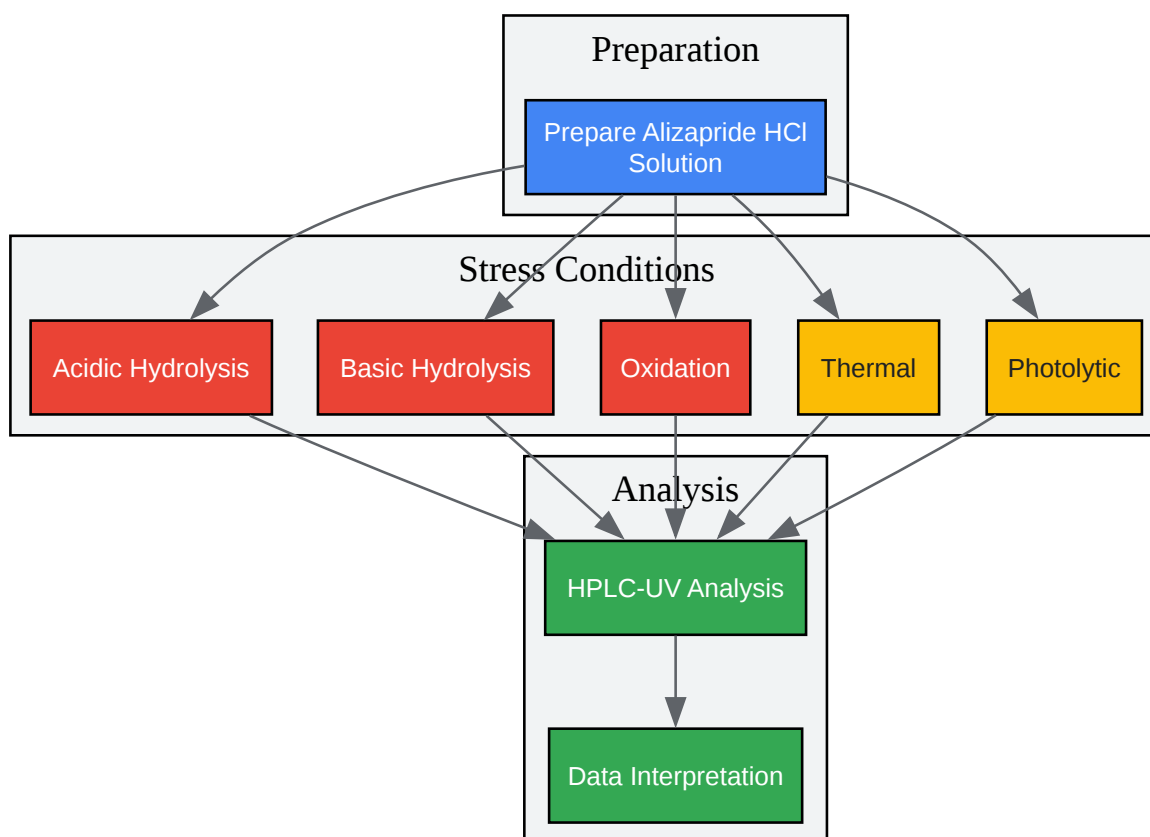 Preparation
Prepare Alizapride HCl
Solution
Stress Conditions
Acidic Hydrolysis
Basic Hydrolysis
Oxidation
Thermal
Photolytic
Analysis
HPLC-UV Analysis
Data Interpretation